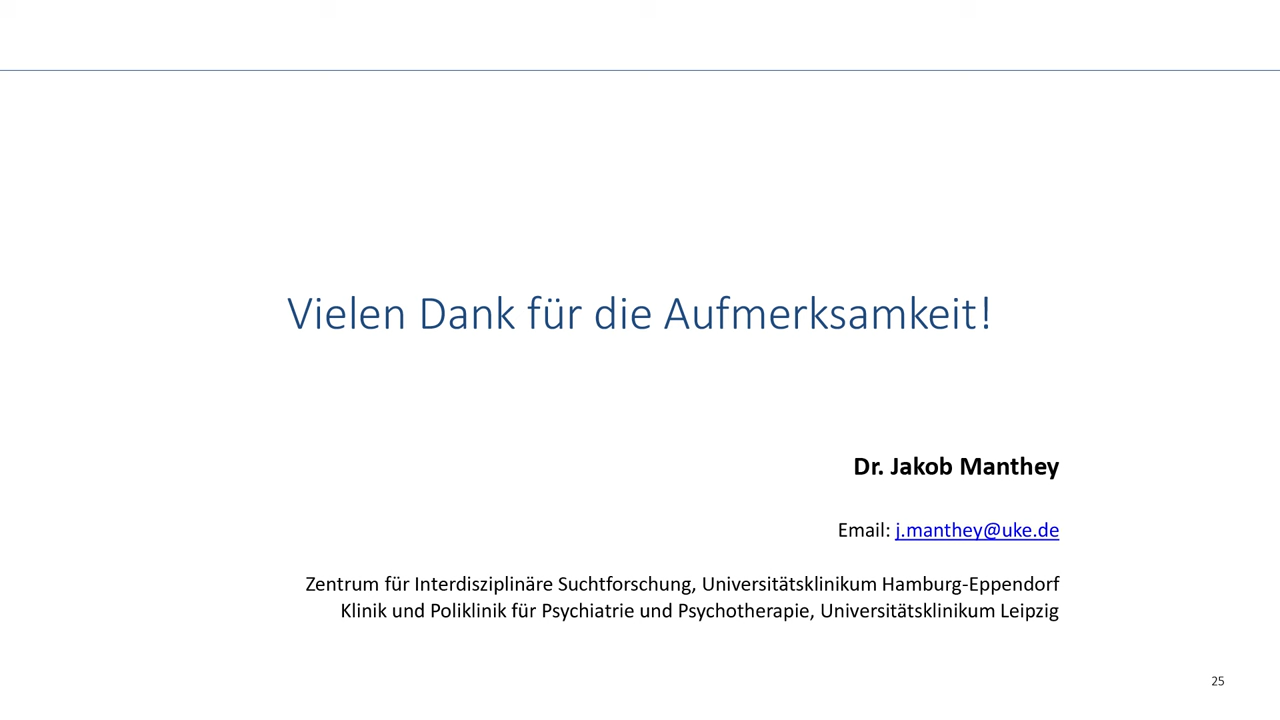 Vielen Dank für die Aufmerksamkeit!
Dr. Jakob Manthey
Email: j.manthey@uke.de
Zentrum für Interdisziplinäre Suchtforschung, Universitätsklinikum Hamburg-Eppendorf
Klinik und Poliklinik für Psychiatrie und Psychotherapie, Universitätsklinikum Leipzig
25